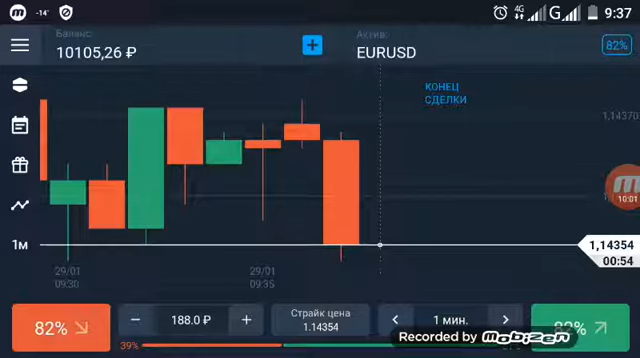 -14° 4G G 9:37
Баланс: Актив:
10105,26 ₽ EURUSD 82%
КОНЕЦ
СДЕЛКИ
1,14370
10:01
1м
1,14354
00:54
29/01 29/01
09:30 09:35
82% − 188.0 ₽ + Страйк цена 1 мин. 82%
1.14354
39%
Recorded by Mobizen